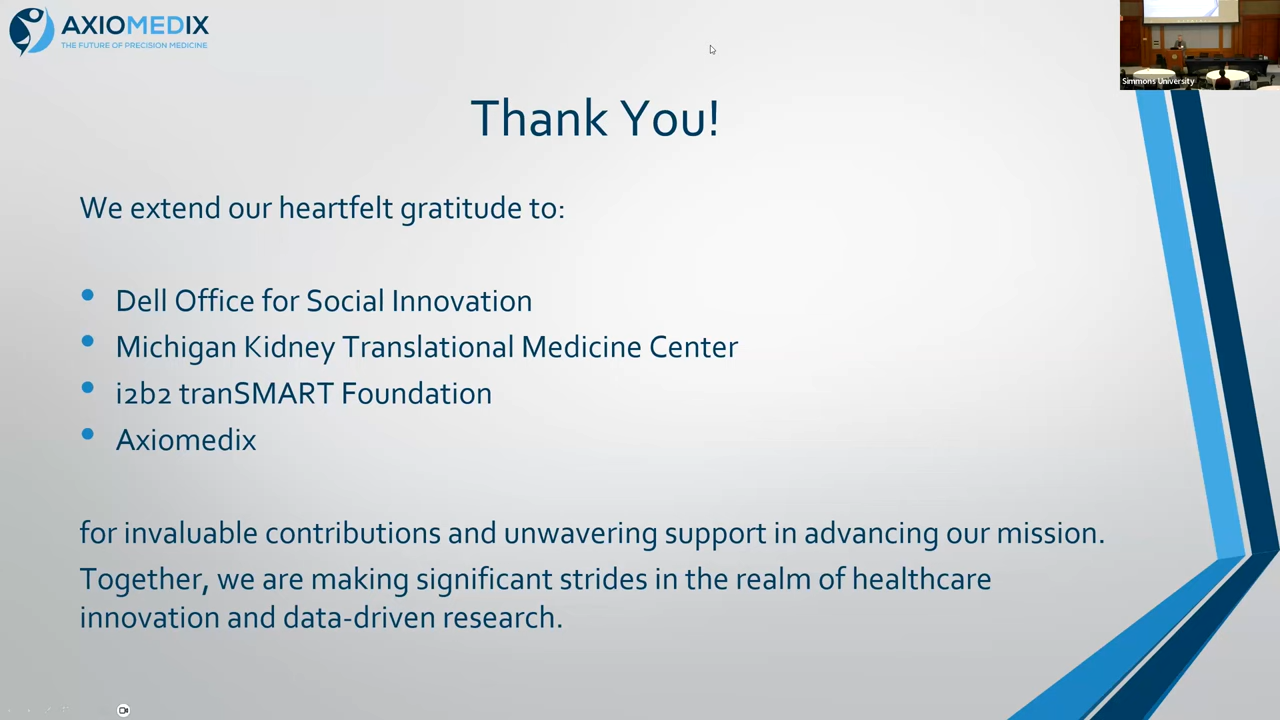 AXIOMEDIX
THE FUTURE OF PRECISION MEDICINE
Simmons University
Thank You!
We extend our heartfelt gratitude to:
• Dell Office for Social Innovation
• Michigan Kidney Translational Medicine Center
• i2b2 tranSMART Foundation
• Axiomedix
for invaluable contributions and unwavering support in advancing our mission.
Together, we are making significant strides in the realm of healthcare
innovation and data-driven research.